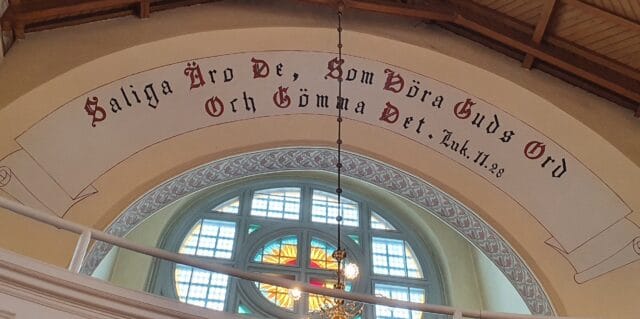 Saliga Äro De, Som Höra Guds Ord
Och Gömma Det. Luk. 11.28